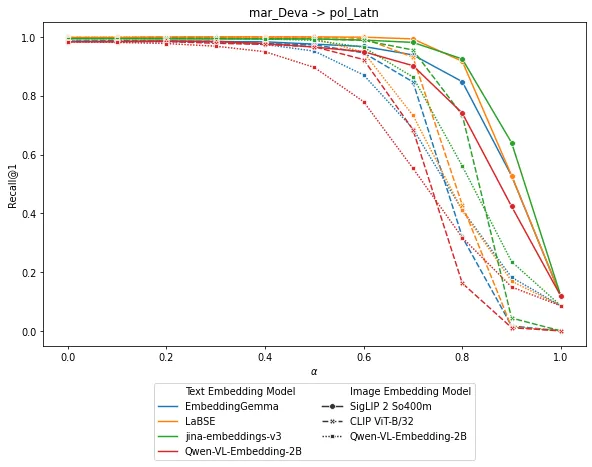 mar_Deva -> pol_Latn
Recall@1
1.0
0.8
0.6
0.4
0.2
0.0
0.0 0.2 0.4 0.6 0.8 1.0
α
Text Embedding Model
EmbeddingGemma
LaBSE
jina-embeddings-v3
Qwen-VL-Embedding-2B
Image Embedding Model
SigLIP 2 So400m
CLIP ViT-B/32
Qwen-VL-Embedding-2B